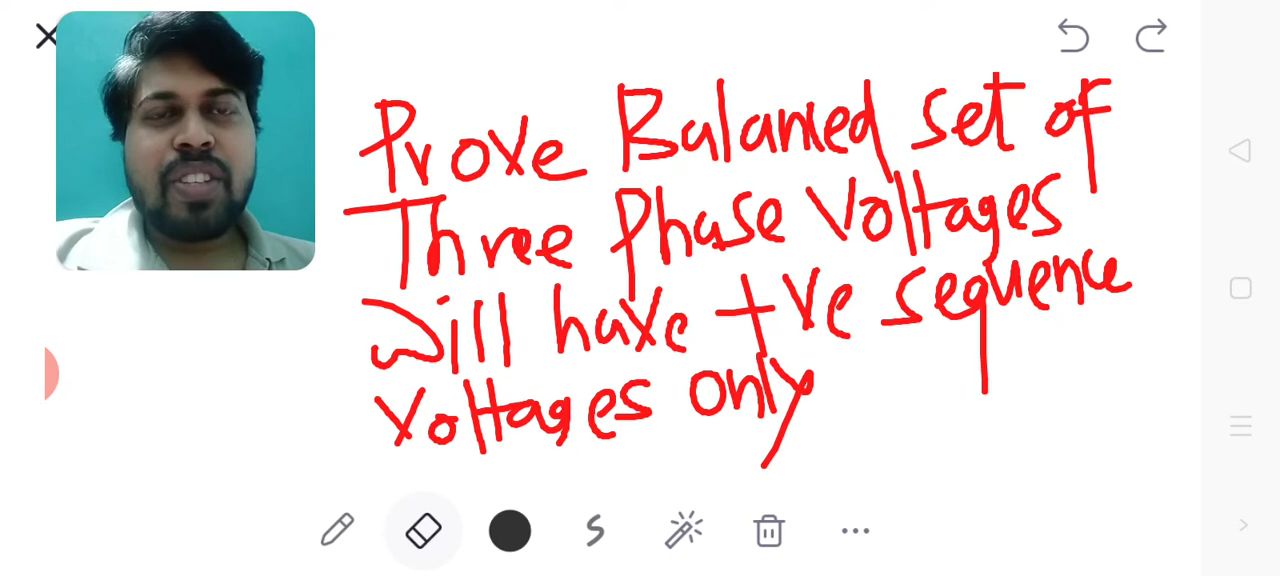 Prove Balanced set of
Three phase Voltages
will have +ve sequence
Voltages only